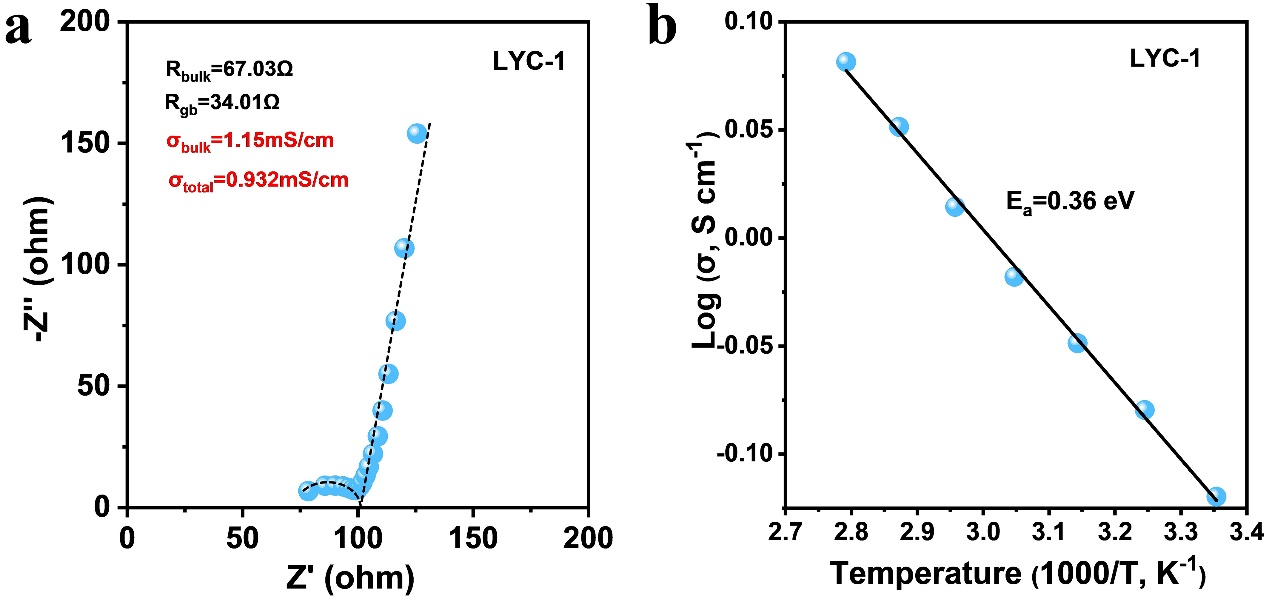 a
LYC-1
R_bulk=67.03Ω
R_gb=34.01Ω
σ_bulk=1.15mS/cm
σ_total=0.932mS/cm
200
150
100
50
0
-Z'' (ohm)
0 50 100 150 200
Z' (ohm)
b
LYC-1
E_a=0.36 eV
0.10
0.05
0.00
-0.05
-0.10
Log (σ, S cm⁻¹)
2.7 2.8 2.9 3.0 3.1 3.2 3.3 3.4
Temperature (1000/T, K⁻¹)